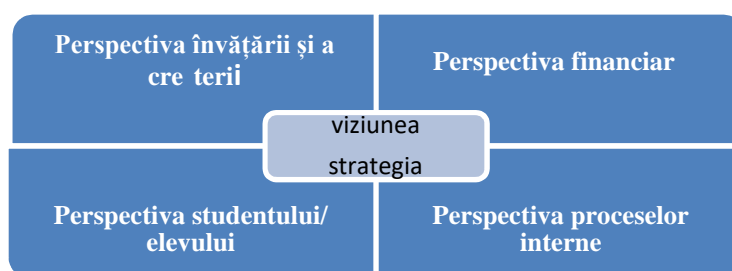 Perspectiva învățării și a
cre terii
Perspectiva financiar
viziunea
strategia
Perspectiva studentului/
elevului
Perspectiva proceselor
interne